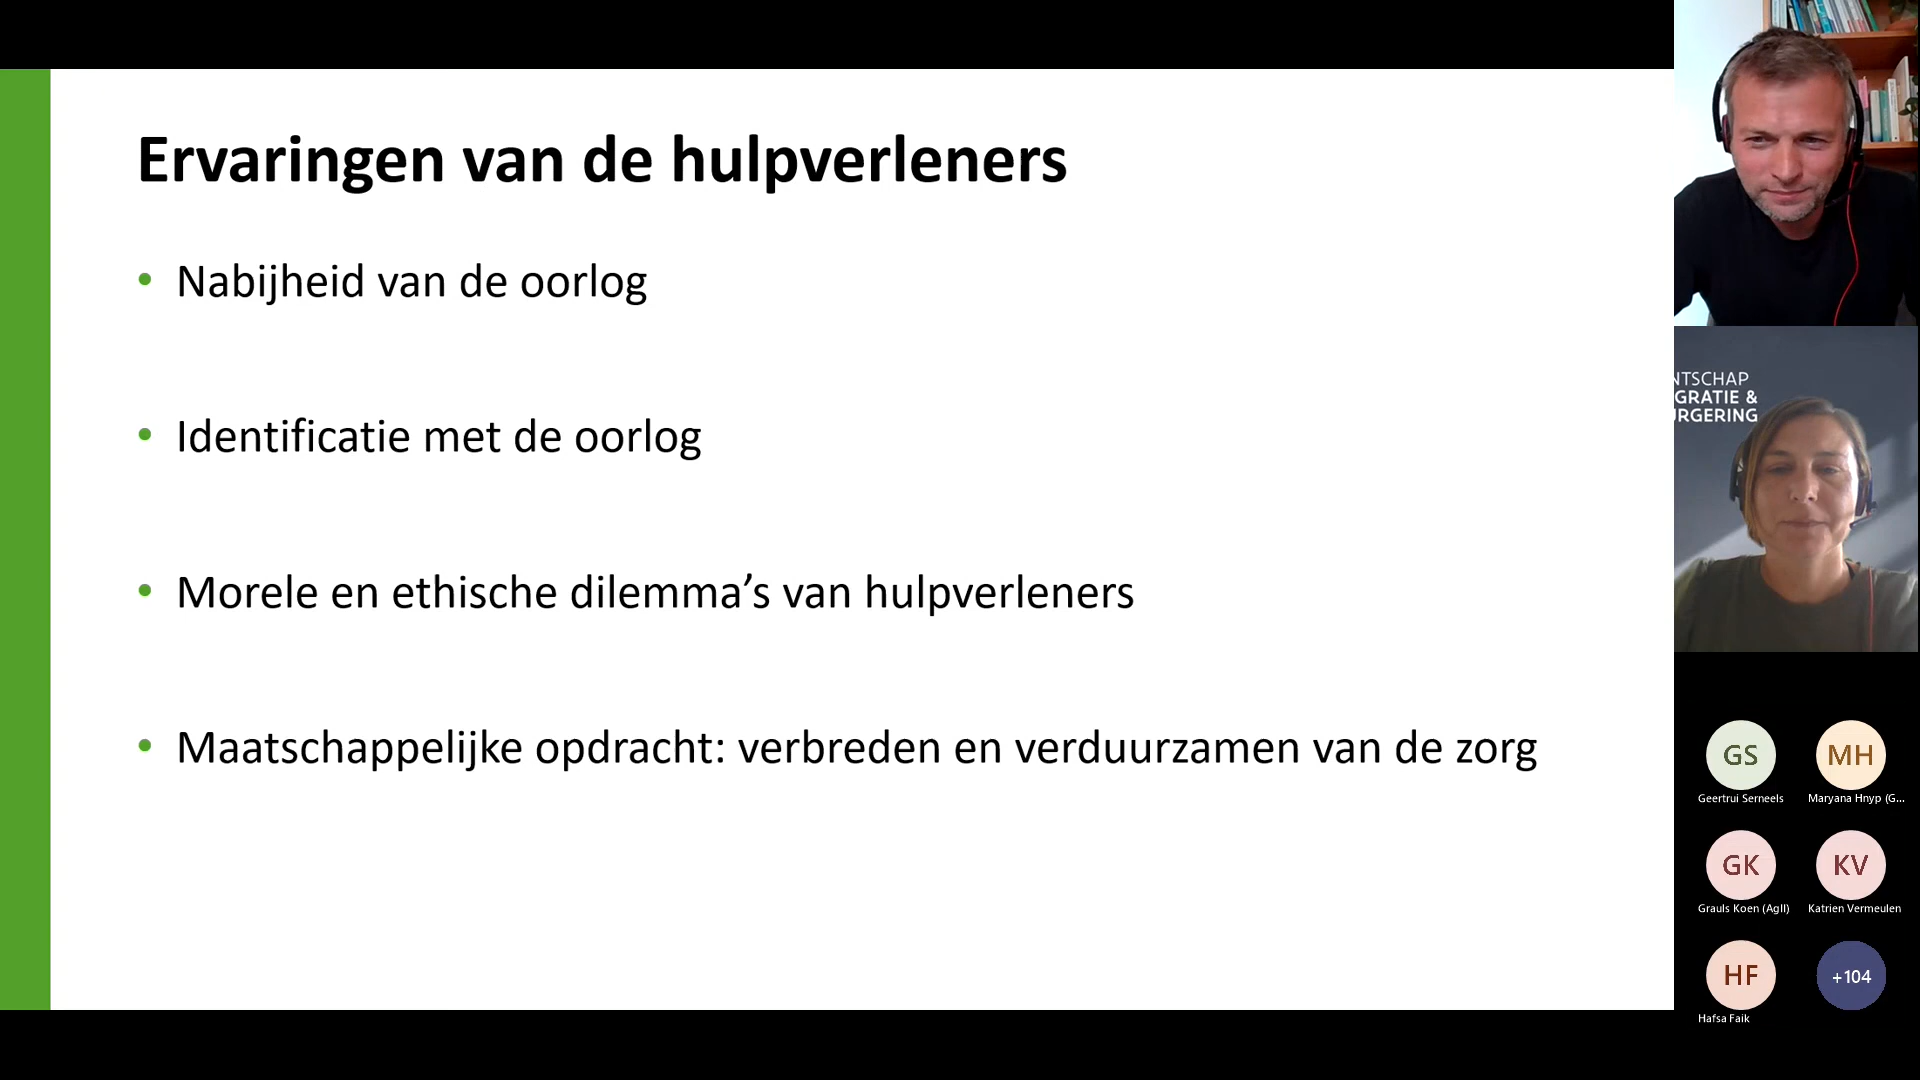 Ervaringen van de hulpverleners
• Nabijheid van de oorlog
• Identificatie met de oorlog
• Morele en ethische dilemma’s van hulpverleners
• Maatschappelijke opdracht: verbreden en verduurzamen van de zorg
NTSCHAP
GRATIE &
URGERING
GS
Geertrui Serneels
MH
Maryana Hnyp (G...
GK
Grauls Koen (AgII)
KV
Katrien Vermeulen
HF
Hafsa Faik
+104